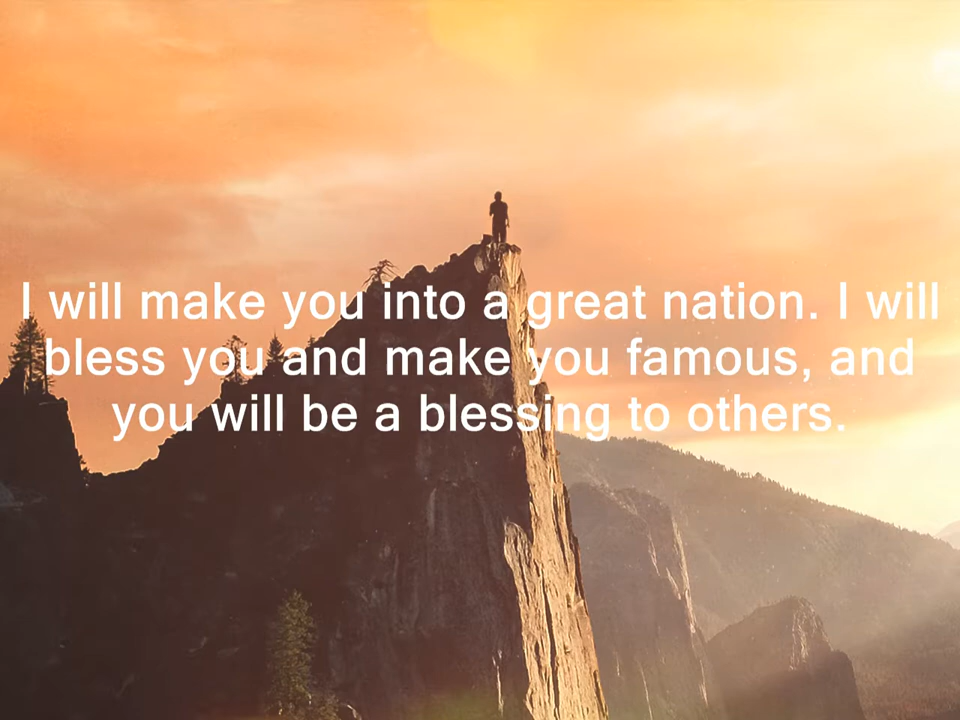 I will make you into a great nation. I will
bless you and make you famous, and
you will be a blessing to others.